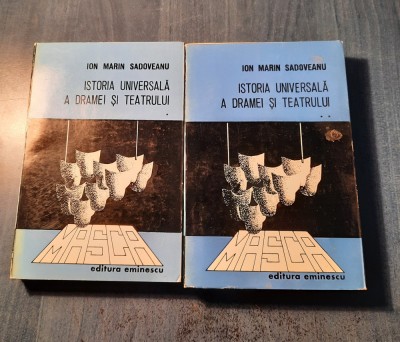 ION MARIN SADOVEANU
ISTORIA UNIVERSALĂ
A DRAMEI ȘI TEATRULUI
*
MASCA
editura eminescu
ION MARIN SADOVEANU
ISTORIA UNIVERSALĂ
A DRAMEI ȘI TEATRULUI
* *
MASCA
editura eminescu